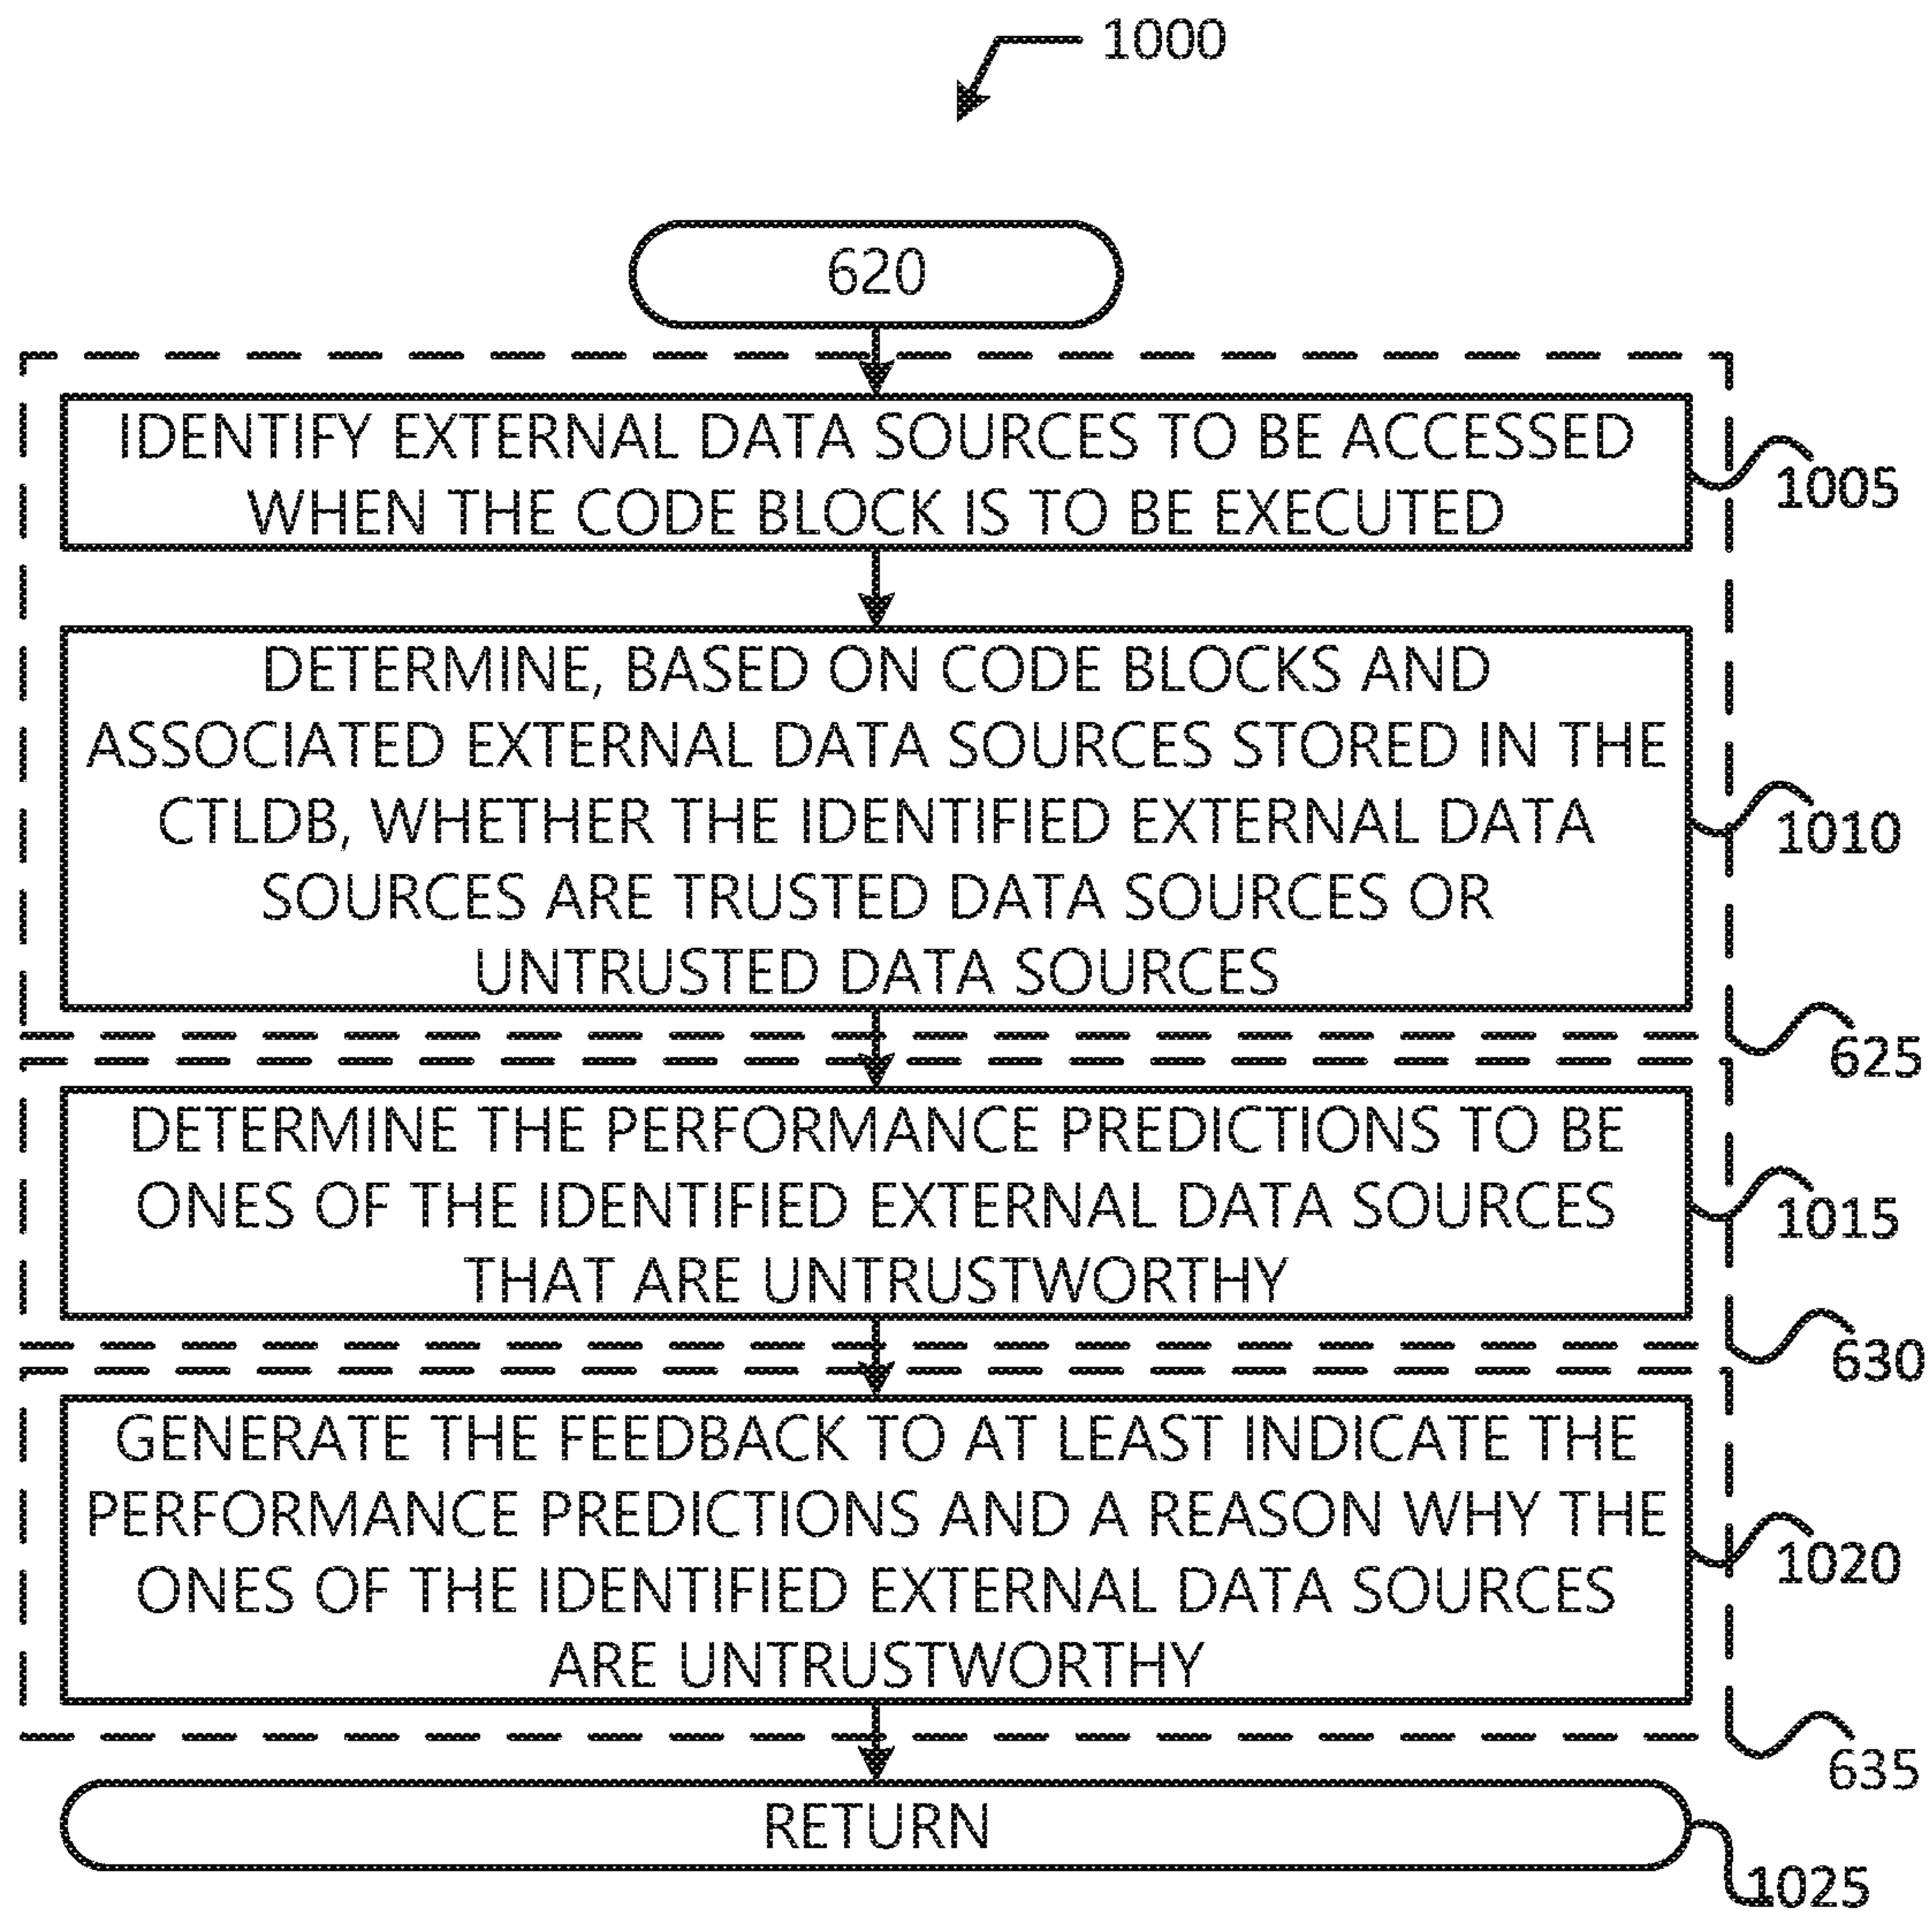 1000
620
IDENTIFY EXTERNAL DATA SOURCES TO BE ACCESSED
WHEN THE CODE BLOCK IS TO BE EXECUTED
1005
DETERMINE, BASED ON CODE BLOCKS AND
ASSOCIATED EXTERNAL DATA SOURCES STORED IN THE
CTLDB, WHETHER THE IDENTIFIED EXTERNAL DATA
SOURCES ARE TRUSTED DATA SOURCES OR
UNTRUSTED DATA SOURCES
1010
625
DETERMINE THE PERFORMANCE PREDICTIONS TO BE
ONES OF THE IDENTIFIED EXTERNAL DATA SOURCES
THAT ARE UNTRUSTWORTHY
1015
630
GENERATE THE FEEDBACK TO AT LEAST INDICATE THE
PERFORMANCE PREDICTIONS AND A REASON WHY THE
ONES OF THE IDENTIFIED EXTERNAL DATA SOURCES
ARE UNTRUSTWORTHY
1020
635
RETURN
1025